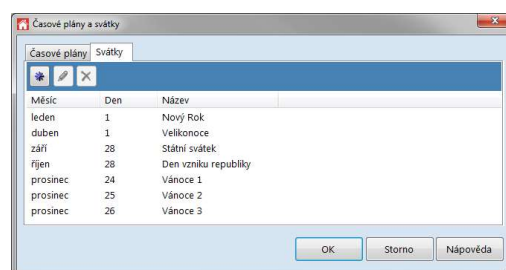 Časové plány a svátky
Časové plány Svátky
Měsíc Den Název
leden 1 Nový Rok
duben 1 Velikonoce
září 28 Státní svátek
říjen 28 Den vzniku republiky
prosinec 24 Vánoce 1
prosinec 25 Vánoce 2
prosinec 26 Vánoce 3
OK Storno Nápověda